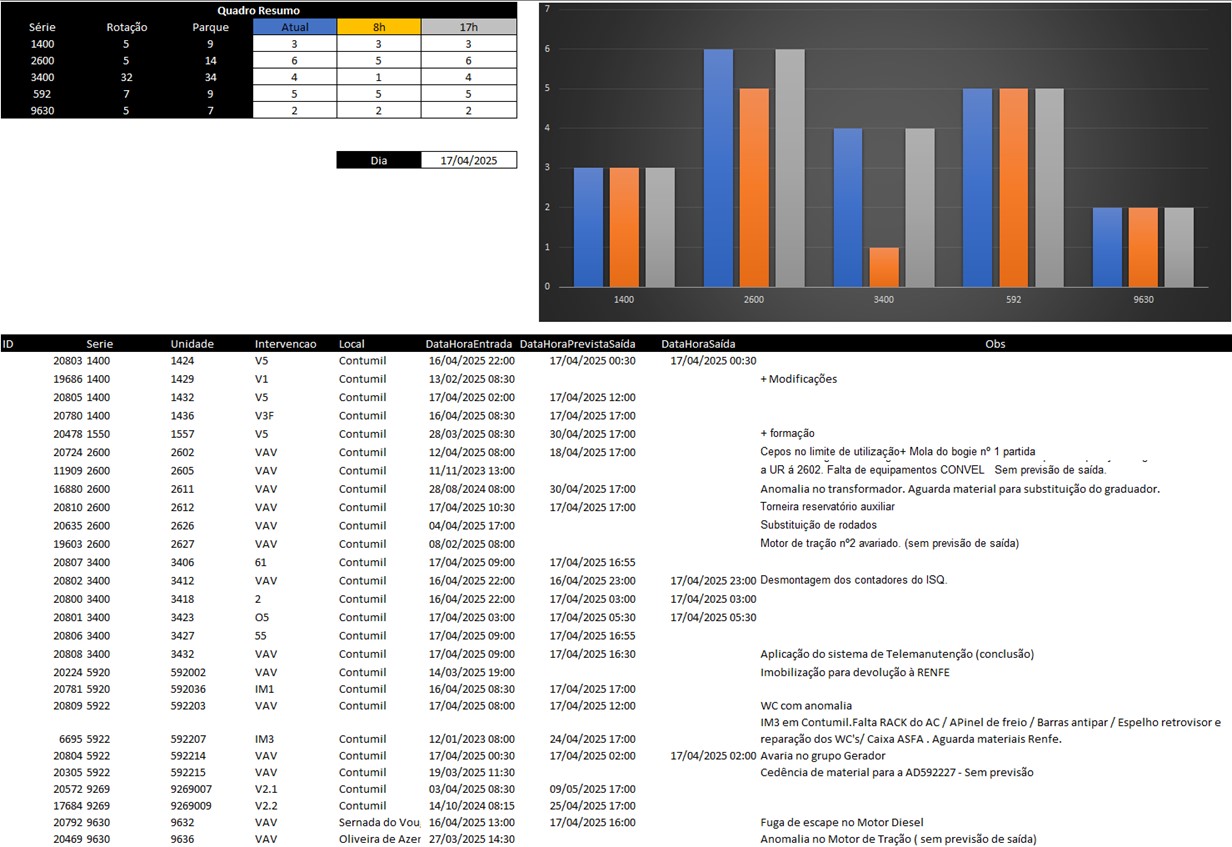 Quadro Resumo
Série Rotação Parque Atual 8h 17h
1400 5 9 3 3 3
2600 5 14 6 5 6
3400 32 34 4 1 4
592 7 9 5 5 5
9630 5 7 2 2 2
Dia 17/04/2025
7
6
5
4
3
2
1
0
1400 2600 3400 592 9630
ID Serie Unidade Intervencao Local DataHoraEntrada DataHoraPrevistaSaída DataHoraSaída Obs
20803 1400 1424 V5 Contumil 16/04/2025 22:00 17/04/2025 00:30 17/04/2025 00:30
19686 1400 1429 V1 Contumil 13/02/2025 08:30 + Modificações
20805 1400 1432 V5 Contumil 17/04/2025 02:00 17/04/2025 12:00
20780 1400 1436 V3F Contumil 16/04/2025 08:30 17/04/2025 17:00
20478 1550 1557 V5 Contumil 28/03/2025 08:30 30/04/2025 17:00 + formação
20724 2600 2602 VAV Contumil 12/04/2025 08:00 18/04/2025 17:00 Cepos no limite de utilização+ Mola do bogie nº 1 partida
11909 2600 2605 VAV Contumil 11/11/2023 13:00 a UR á 2602. Falta de equipamentos CONVEL Sem previsão de saída.
16880 2600 2611 VAV Contumil 28/08/2024 08:00 30/04/2025 17:00 Anomalia no transformador. Aguarda material para substituição do graduador.
20810 2600 2612 VAV Contumil 17/04/2025 10:30 17/04/2025 17:00 Torneira reservatório auxiliar
20635 2600 2626 VAV Contumil 04/04/2025 17:00 Substituição de rodados
19603 2600 2627 VAV Contumil 08/02/2025 08:00 Motor de tração nº2 avariado. (sem previsão de saída)
20807 3400 3406 61 Contumil 17/04/2025 09:00 17/04/2025 16:55
20802 3400 3412 VAV Contumil 16/04/2025 22:00 16/04/2025 23:00 17/04/2025 23:00 Desmontagem dos contadores do ISQ.
20800 3400 3418 2 Contumil 16/04/2025 22:00 17/04/2025 03:00 17/04/2025 03:00
20801 3400 3423 O5 Contumil 17/04/2025 03:00 17/04/2025 05:30 17/04/2025 05:30
20806 3400 3427 55 Contumil 17/04/2025 09:00 17/04/2025 16:55
20808 3400 3432 VAV Contumil 17/04/2025 09:00 17/04/2025 16:30 Aplicação do sistema de Telemanutenção (conclusão)
20224 5920 592002 VAV Contumil 14/03/2025 19:00 Imobilização para devolução à RENFE
20781 5920 592036 IM1 Contumil 16/04/2025 08:30 17/04/2025 17:00
20809 5922 592203 VAV Contumil 17/04/2025 08:00 17/04/2025 12:00 WC com anomalia
IM3 em Contumil.Falta RACK do AC / APinel de freio / Barras antipar / Espelho retrovisor e
6695 5922 592207 IM3 Contumil 12/01/2023 08:00 24/04/2025 17:00 reparação dos WC's/ Caixa ASFA . Aguarda materiais Renfe.
20804 5922 592214 VAV Contumil 17/04/2025 00:30 17/04/2025 02:00 17/04/2025 02:00 Avaria no grupo Gerador
20305 5922 592215 VAV Contumil 19/03/2025 11:30 Cedência de material para a AD592227 - Sem previsão
20572 9269 9269007 V2.1 Contumil 03/04/2025 08:30 09/05/2025 17:00
17684 9269 9269009 V2.2 Contumil 14/10/2024 08:15 25/04/2025 17:00
20792 9630 9632 VAV Sernada do Vou 16/04/2025 13:00 17/04/2025 16:00 Fuga de escape no Motor Diesel
20469 9630 9636 VAV Oliveira de Azer 27/03/2025 14:30 Anomalia no Motor de Tração ( sem previsão de saída)